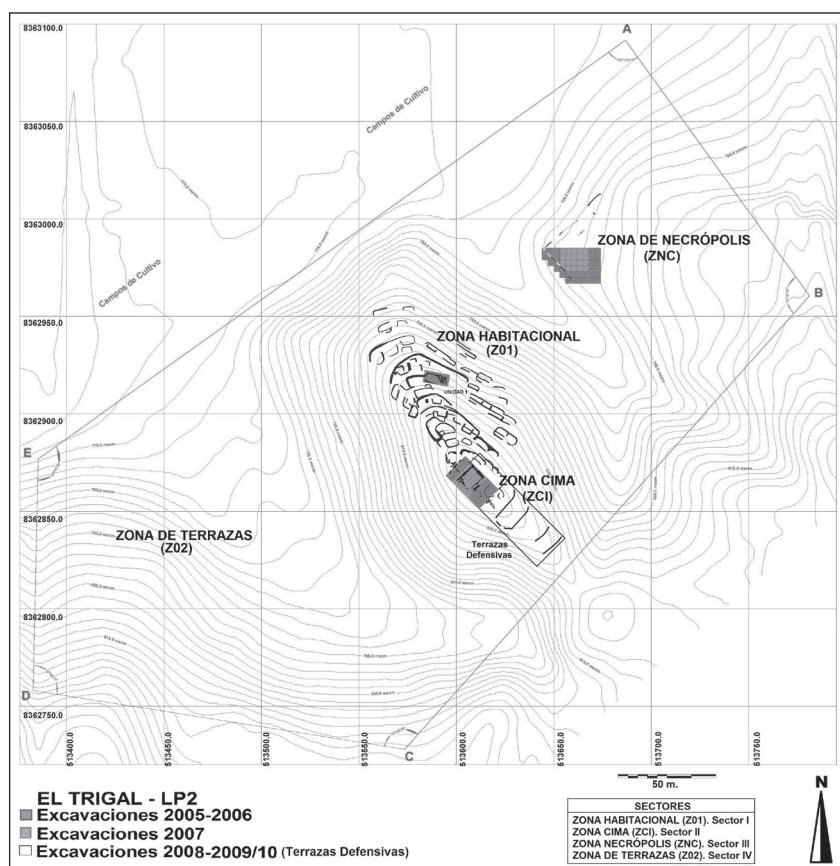 8363100.0
A
Campos de Cultivo
8363050.0
8363000.0
ZONA DE NECRÓPOLIS
(ZNC)
Campos de Cultivo
B
8362950.0
ZONA HABITACIONAL
(Z01)
UNIDAD 1
8362900.0
E
ZONA CIMA
(ZCI)
8362850.0
ZONA DE TERRAZAS
(Z02)
Terrazas
Defensivas
8362800.0
D
8362750.0
C
513400.0
513450.0
513500.0
513550.0
513600.0
513650.0
513700.0
513750.0
50 m.
N
EL TRIGAL - LP2
Excavaciones 2005-2006
Excavaciones 2007
Excavaciones 2008-2009/10 (Terrazas Defensivas)
SECTORES
ZONA HABITACIONAL (Z01). Sector I
ZONA CIMA (ZCI). Sector II
ZONA NECRÓPOLIS (ZNC). Sector III
ZONA DE TERRAZAS (Z02). Sector IV